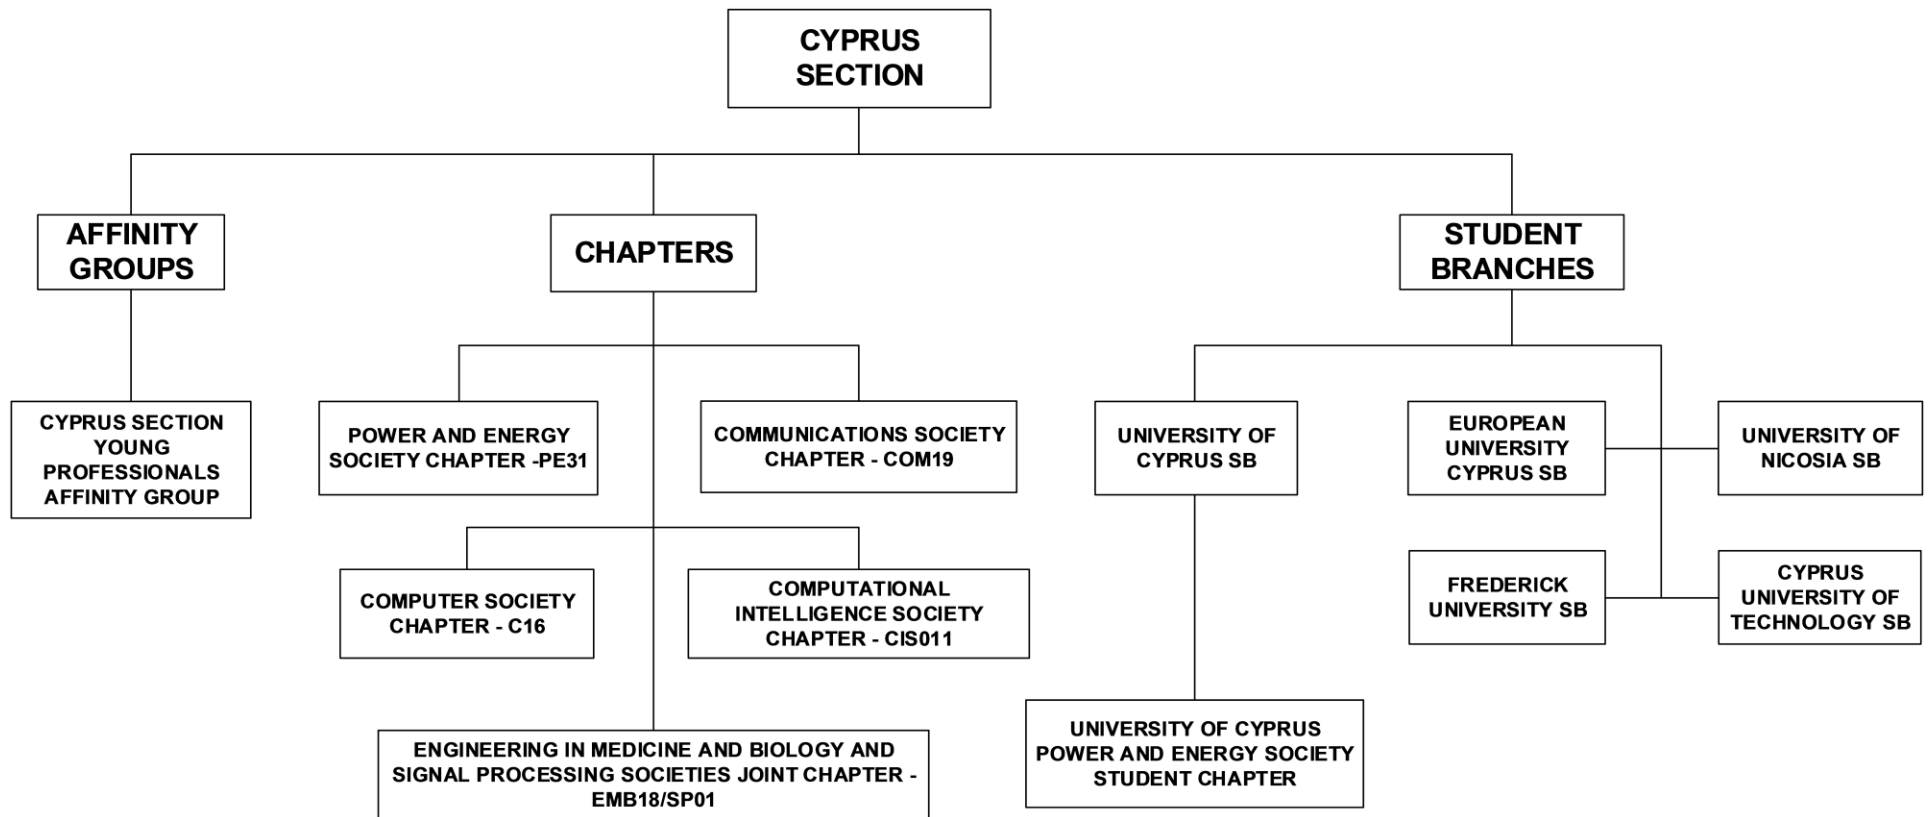 CYPRUS
SECTION
AFFINITY
GROUPS
CHAPTERS
STUDENT
BRANCHES
CYPRUS SECTION
YOUNG
PROFESSIONALS
AFFINITY GROUP
POWER AND ENERGY
SOCIETY CHAPTER -PE31
COMMUNICATIONS SOCIETY
CHAPTER - COM19
UNIVERSITY OF
CYPRUS SB
EUROPEAN
UNIVERSITY
CYPRUS SB
UNIVERSITY OF
NICOSIA SB
COMPUTER SOCIETY
CHAPTER - C16
COMPUTATIONAL
INTELLIGENCE SOCIETY
CHAPTER - CIS011
FREDERICK
UNIVERSITY SB
CYPRUS
UNIVERSITY OF
TECHNOLOGY SB
ENGINEERING IN MEDICINE AND BIOLOGY AND
SIGNAL PROCESSING SOCIETIES JOINT CHAPTER -
EMB18/SP01
UNIVERSITY OF CYPRUS
POWER AND ENERGY SOCIETY
STUDENT CHAPTER